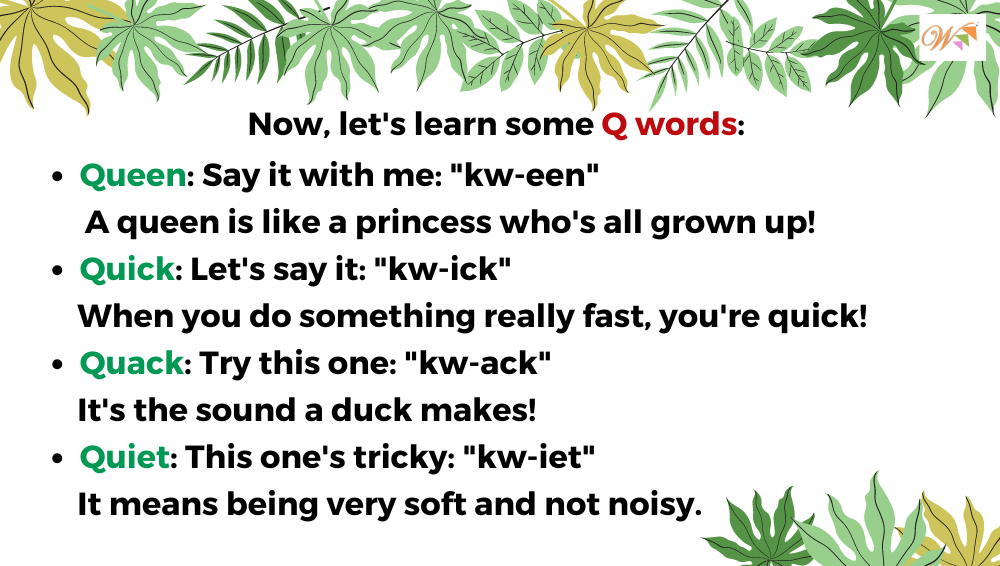 W
Now, let's learn some Q words:
• Queen: Say it with me: "kw-een"
A queen is like a princess who's all grown up!
• Quick: Let's say it: "kw-ick"
When you do something really fast, you're quick!
• Quack: Try this one: "kw-ack"
It's the sound a duck makes!
• Quiet: This one's tricky: "kw-iet"
It means being very soft and not noisy.